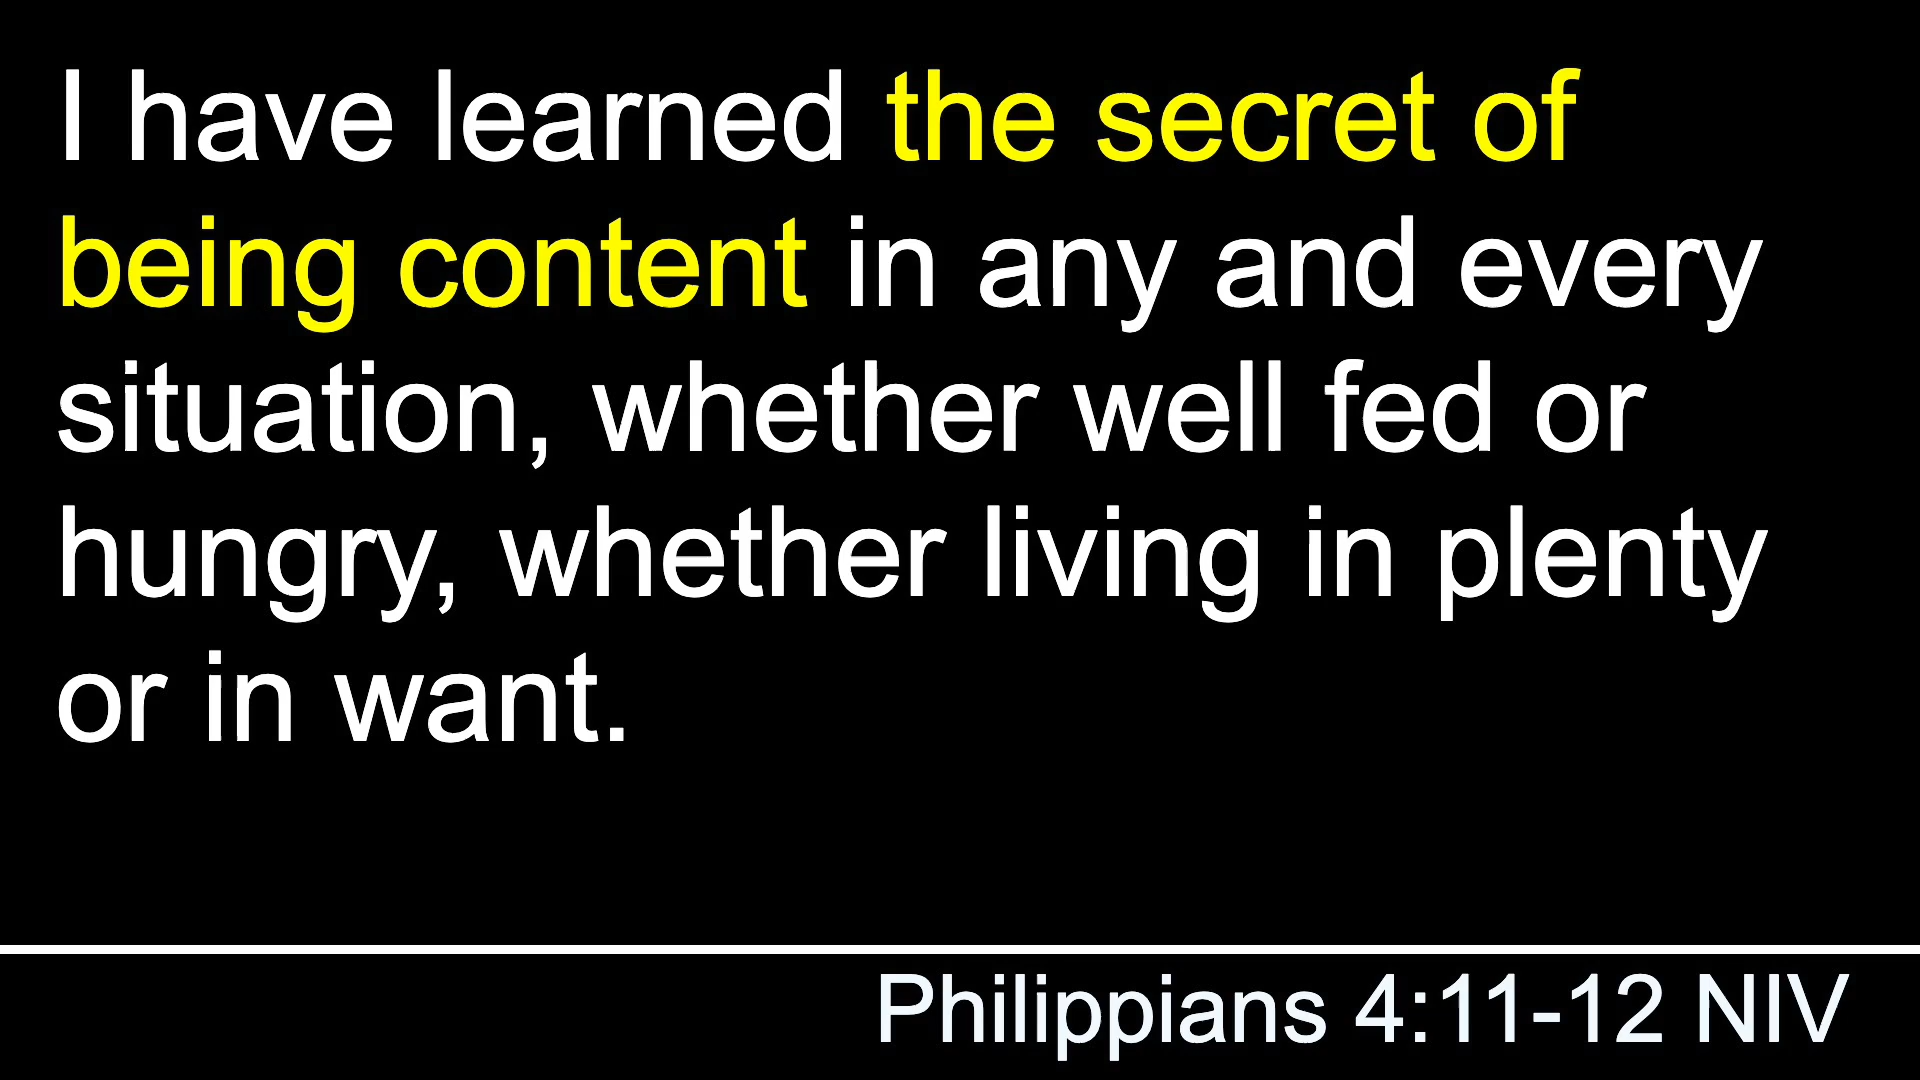 I have learned the secret of
being content in any and every
situation, whether well fed or
hungry, whether living in plenty
or in want.
Philippians 4:11-12 NIV